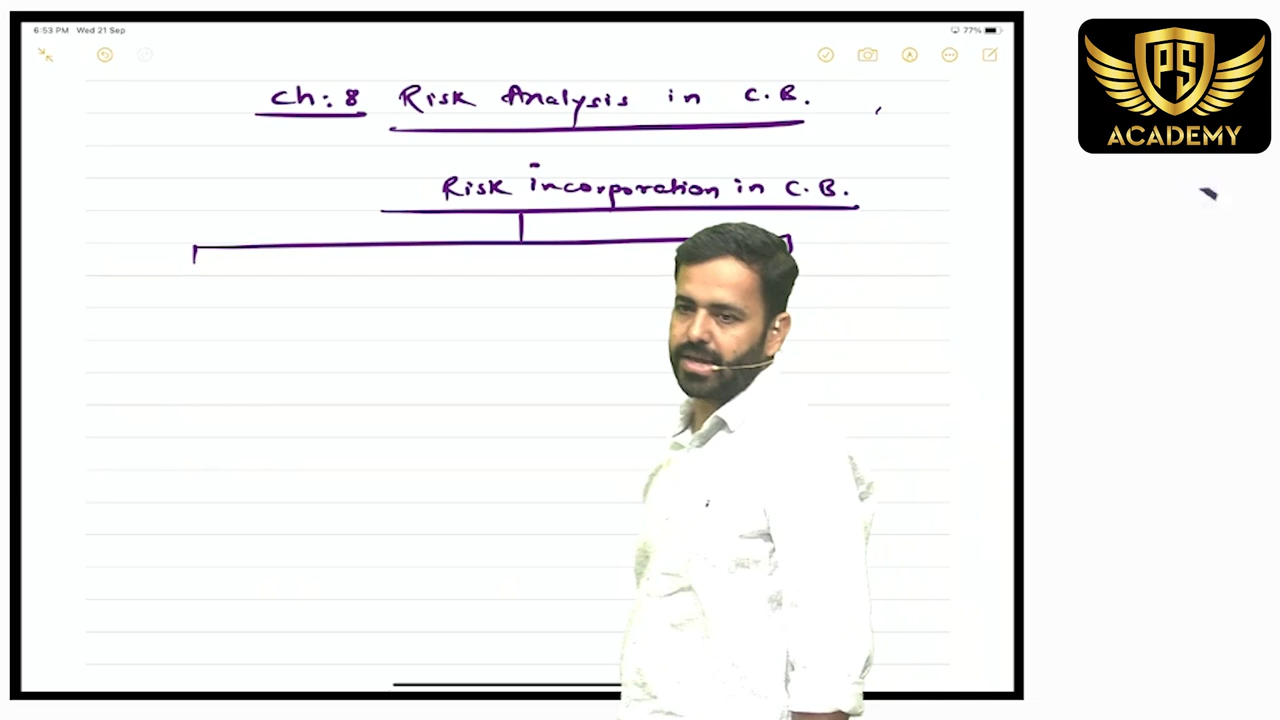 6:53 PM Wed 21 Sep
77%
Ch: 8 Risk Analysis in C.B.
Risk incorporation in C.B.
PS
ACADEMY